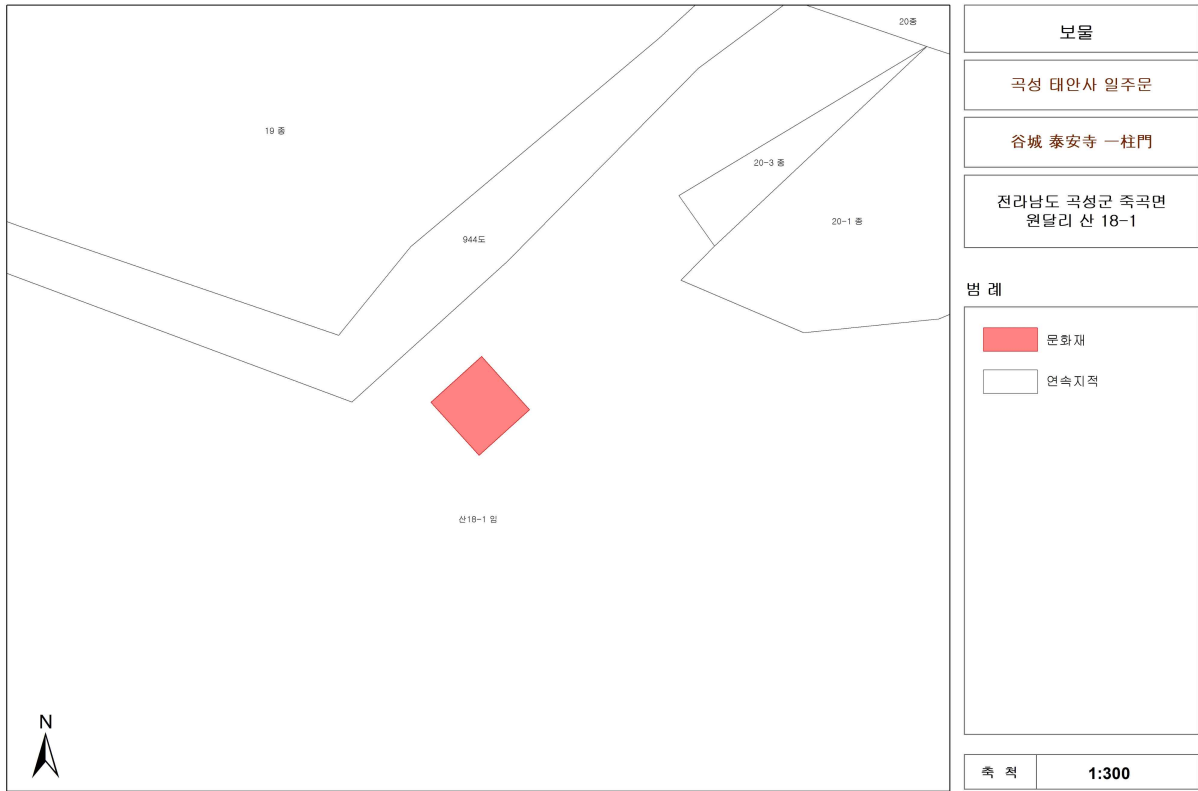 20종
19 종
20-3 종
20-1 종
944도
산18-1 임
N
보물
곡성 태안사 일주문
谷城 泰安寺 一柱門
전라남도 곡성군 죽곡면
원달리 산 18-1
범 례
문화재
연속지적
축 척
1:300